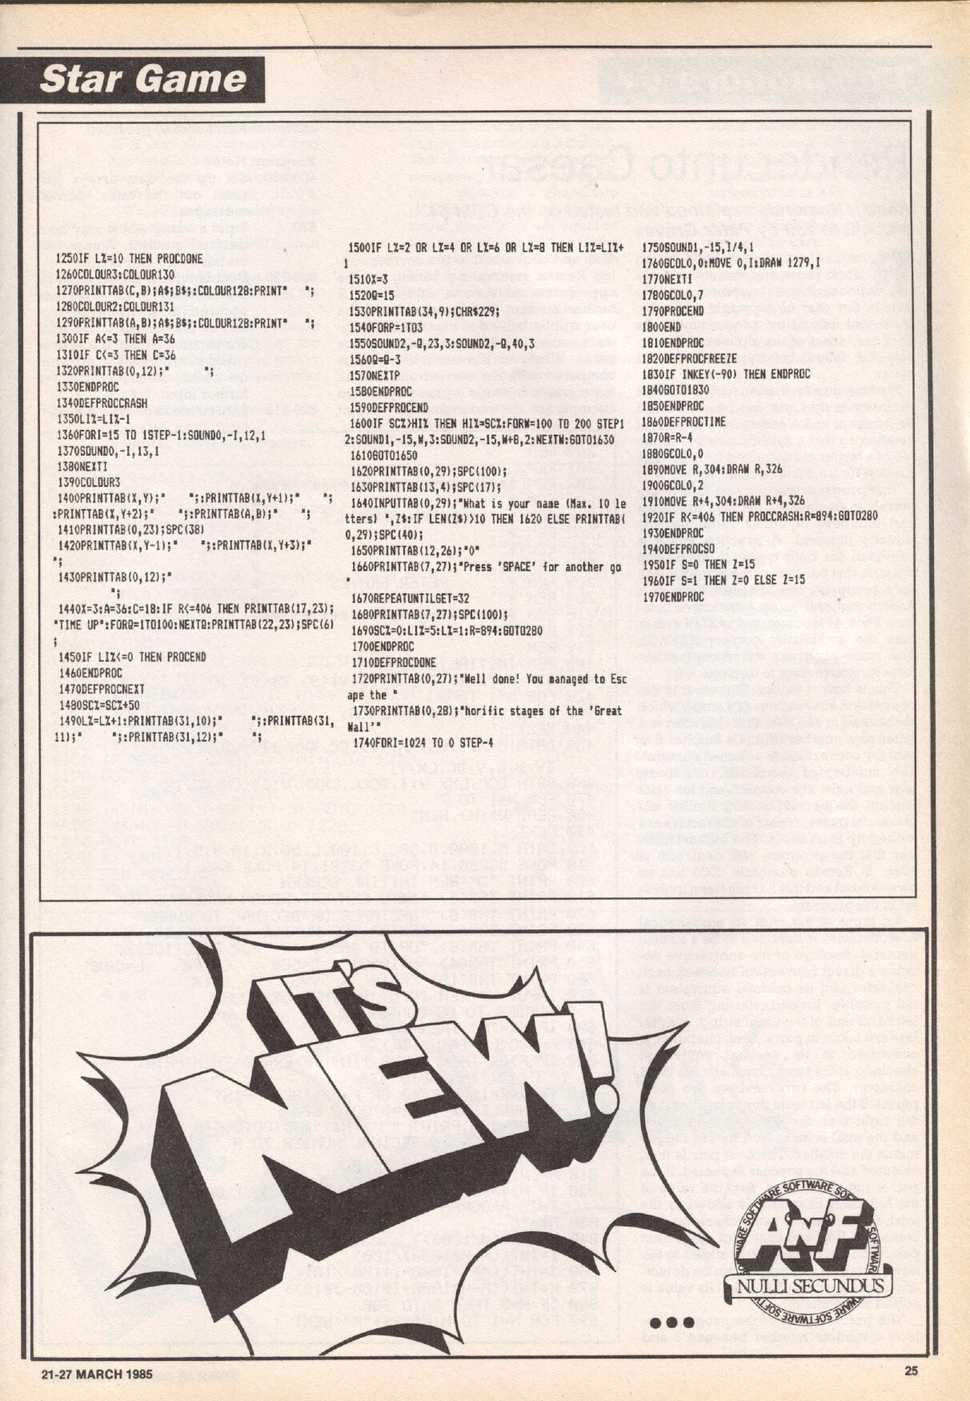 Star Game
1250IF L%=10 THEN PROCDONE
1260COLOUR3:COLOUR130
1270PRINTTAB(C,B);A$;B$;:COLOUR128:PRINT"   ";
1280COLOUR2:COLOUR131
1290PRINTTAB(A,B);A$;B$;:COLOUR128:PRINT"   ";
1300IF A<=3 THEN A=36
1310IF C<=3 THEN C=36
1320PRINTTAB(0,12);"      ";
1330ENDPROC
1340DEFPROCCRASH
1350LI%=LI%-1
1360FORI=15 TO 1STEP-1:SOUND0,-I,12,1
1370SOUND0,-I,13,1
1380NEXTI
1390COLOUR3
1400PRINTTAB(X,Y);"    ";:PRINTTAB(X,Y+1);"    ";
:PRINTTAB(X,Y+2);"    ";:PRINTTAB(A,B);"    ";
1410PRINTTAB(0,23);SPC(38)
1420PRINTTAB(X,Y-1);"    ";:PRINTTAB(X,Y+3);"
";
1430PRINTTAB(0,12);"
";
1440X=3:A=36:C=18:IF R<=406 THEN PRINTTAB(17,23);
"TIME UP":FORQ=1TO100:NEXTQ:PRINTTAB(22,23);SPC(6)
;
1450IF LI%<=0 THEN PROCEND
1460ENDPROC
1470DEFPROCNEXT
1480SC%=SC%+50
1490L%=L%+1:PRINTTAB(31,10);"      ";:PRINTTAB(31,
11);"      ";:PRINTTAB(31,12);"      ";
1500IF L%=2 OR L%=4 OR L%=6 OR L%=8 THEN LI%=LI%+
1
1510X=3
1520Q=15
1530PRINTTAB(34,9);CHR$229;
1540FORP=1TO3
1550SOUND2,-Q,23,3:SOUND2,-Q,40,3
1560Q=Q-3
1570NEXTP
1580ENDPROC
1590DEFPROCEND
1600IF SC%>HI% THEN HI%=SC%:FORW=100 TO 200 STEP1
2:SOUND1,-15,W,3:SOUND2,-15,W+8,2:NEXTW:GOTO1630
1610GOTO1650
1620PRINTTAB(0,29);SPC(100);
1630PRINTTAB(13,4);SPC(17);
1640INPUTTAB(0,29);"What is your name (Max. 10 le
tters) ",Z$:IF LEN(Z$)>10 THEN 1620 ELSE PRINTTAB(
0,29);SPC(40);
1650PRINTTAB(12,26);"0"
1660PRINTTAB(7,27);"Press 'SPACE' for another go
"
1670REPEATUNTILGET=32
1680PRINTTAB(7,27);SPC(100);
1690SC%=0:LI%=5:L%=1:R=894:GOTO280
1700ENDPROC
1710DEFPROCDONE
1720PRINTTAB(0,27);"Well done! You managed to Esc
ape the "
1730PRINTTAB(0,28);"horific stages of the 'Great
Wall'"
1740FORI=1024 TO 0 STEP-4
1750SOUND1,-15,I/4,1
1760GCOL0,0:MOVE 0,I:DRAW 1279,I
1770NEXTI
1780GCOL0,7
1790PROCEND
1800END
1810ENDPROC
1820DEFPROCFREEZE
1830IF INKEY(-90) THEN ENDPROC
1840GOTO1830
1850ENDPROC
1860DEFPROCTIME
1870R=R-4
1880GCOL0,0
1890MOVE R,304:DRAW R,326
1900GCOL0,2
1910MOVE R+4,304:DRAW R+4,326
1920IF R<=406 THEN PROCCRASH:R=894:GOTO280
1930ENDPROC
1940DEFPROCSO
1950IF S=0 THEN Z=15
1960IF S=1 THEN Z=0 ELSE Z=15
1970ENDPROC
IT'S
NEW!
...
SOFTWARE SOFTWARE SOFTWARE SOFTWARE
A'N'F
NULLI SECUNDUS
21-27 MARCH 1985
25